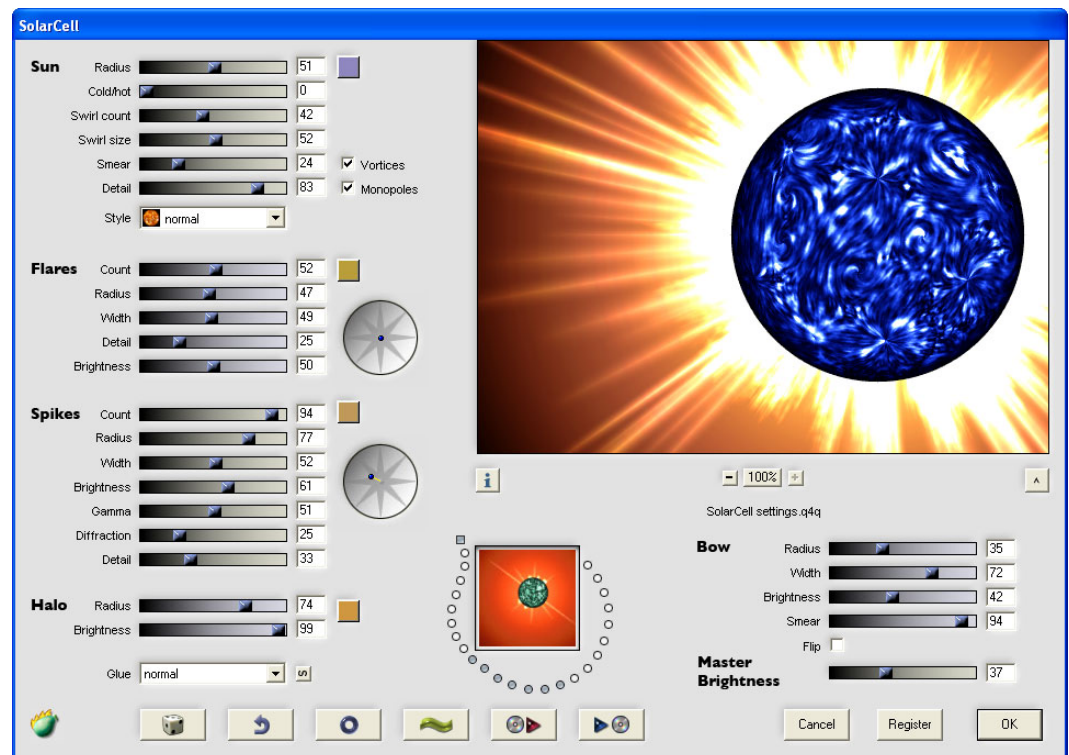 SolarCell
Sun Radius 51
Cold/hot 0
Swirl count 42
Swirl size 52
Smear 24 Vortices
Detail 83 Monopoles
Style normal
Flares Count 52
Radius 47
Width 49
Detail 25
Brightness 50
Spikes Count 94
Radius 77
Width 52
Brightness 61
Gamma 51
Diffraction 25
Detail 33
Halo Radius 74
Brightness 99
Glue normal S
i
- 100% +
^
SolarCell settings.q4q
Bow Radius 35
Width 72
Brightness 42
Smear 94
Flip
Master
Brightness 37
Cancel Register OK